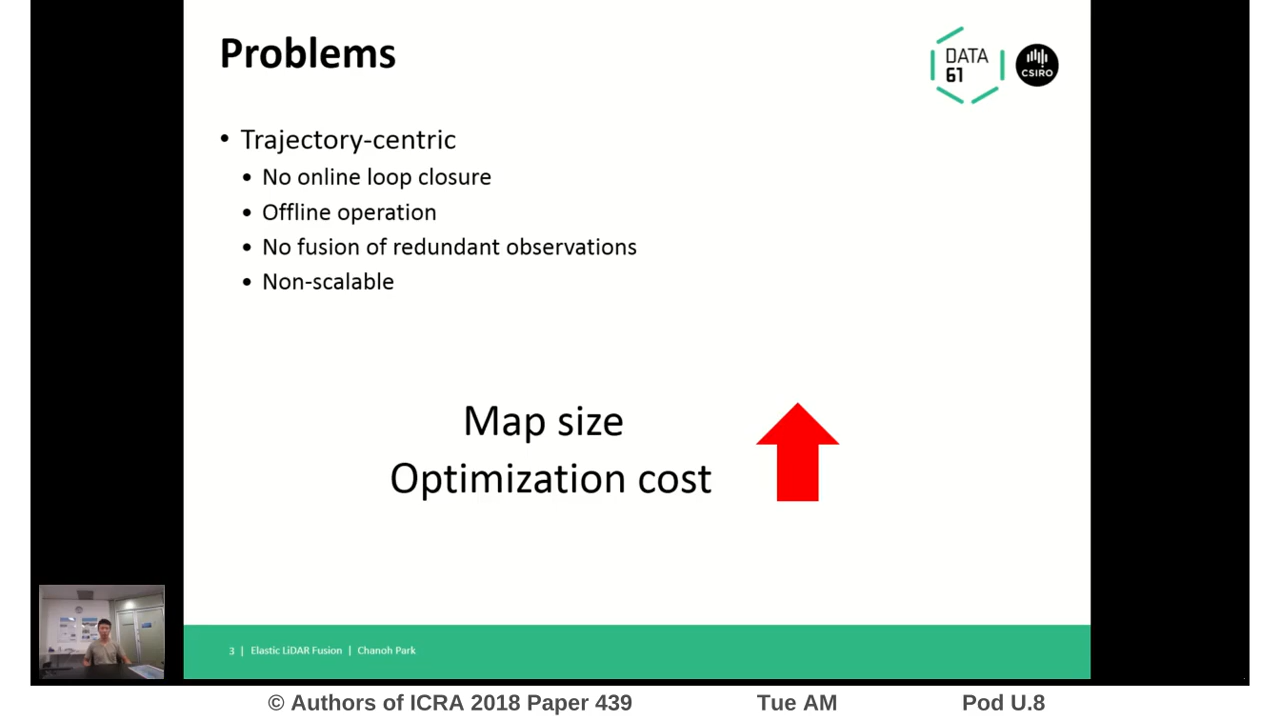 Problems
DATA
61
CSIRO
• Trajectory-centric
• No online loop closure
• Offline operation
• No fusion of redundant observations
• Non-scalable
Map size
Optimization cost
3 | Elastic LiDAR Fusion | Chanoh Park
© Authors of ICRA 2018 Paper 439 Tue AM Pod U.8